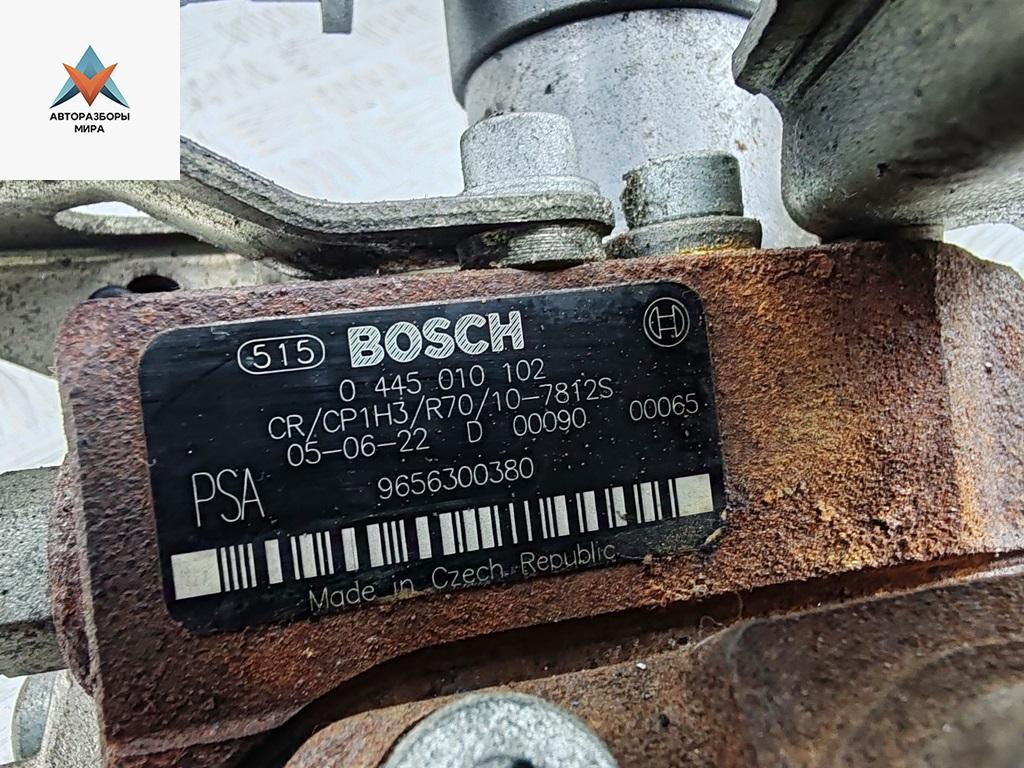 АВТОРАЗБОРЫ
МИРА
515 BOSCH
0 445 010 102
CR/CP1H3/R70/10-7812S
05-06-22 D 00090 00065
PSA 9656300380
Made in Czech Republic